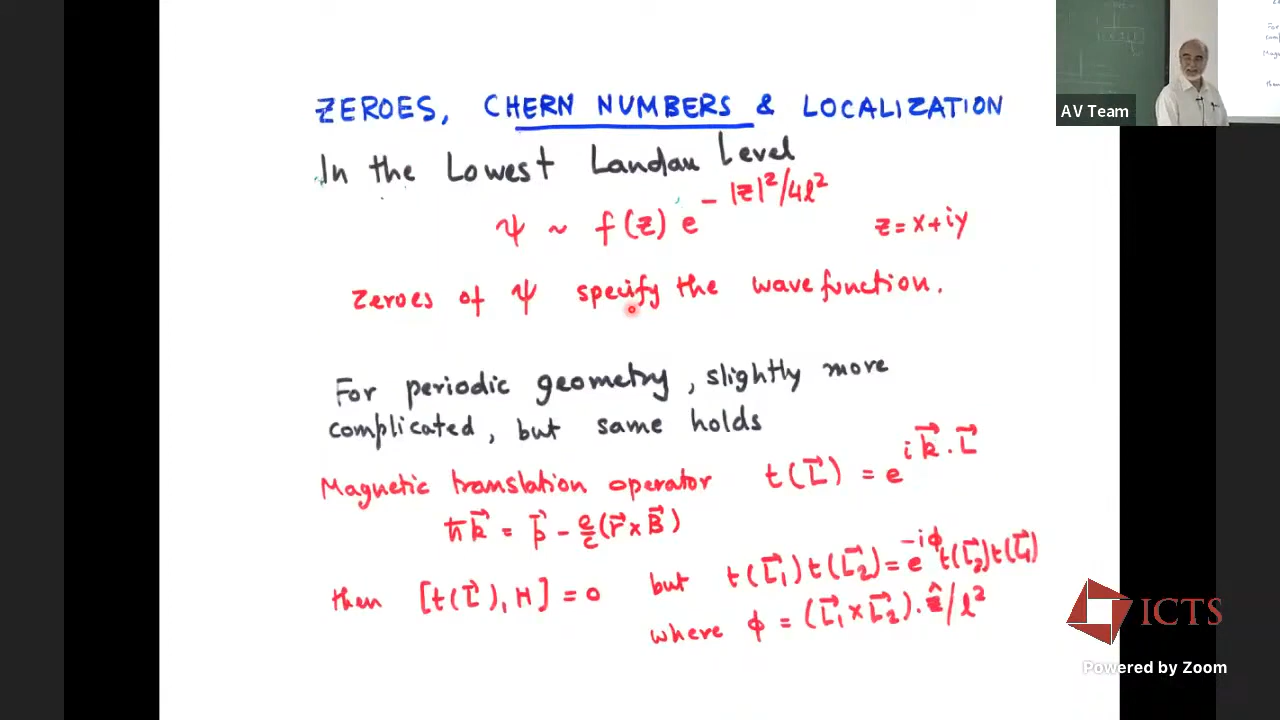 ZEROES, CHERN NUMBERS & LOCALIZATION
In the Lowest Landau Level
ψ ~ f(z) e^{-|z|²/4l²} z = x+iy
Zeroes of ψ specify the wavefunction.
For periodic geometry, slightly more
complicated, but same holds
Magnetic translation operator t(L⃗) = e^{i k⃗ · L⃗}
ħk⃗ = p⃗ - e/c (r⃗ x B⃗)
then [t(L⃗), H] = 0 but t(L⃗₁) t(L⃗₂) = e^{-iϕ} t(L⃗₂) t(L⃗₁)
where ϕ = (L⃗₁ x L⃗₂) · ẑ / l²
AV Team
ICTS
Powered by Zoom